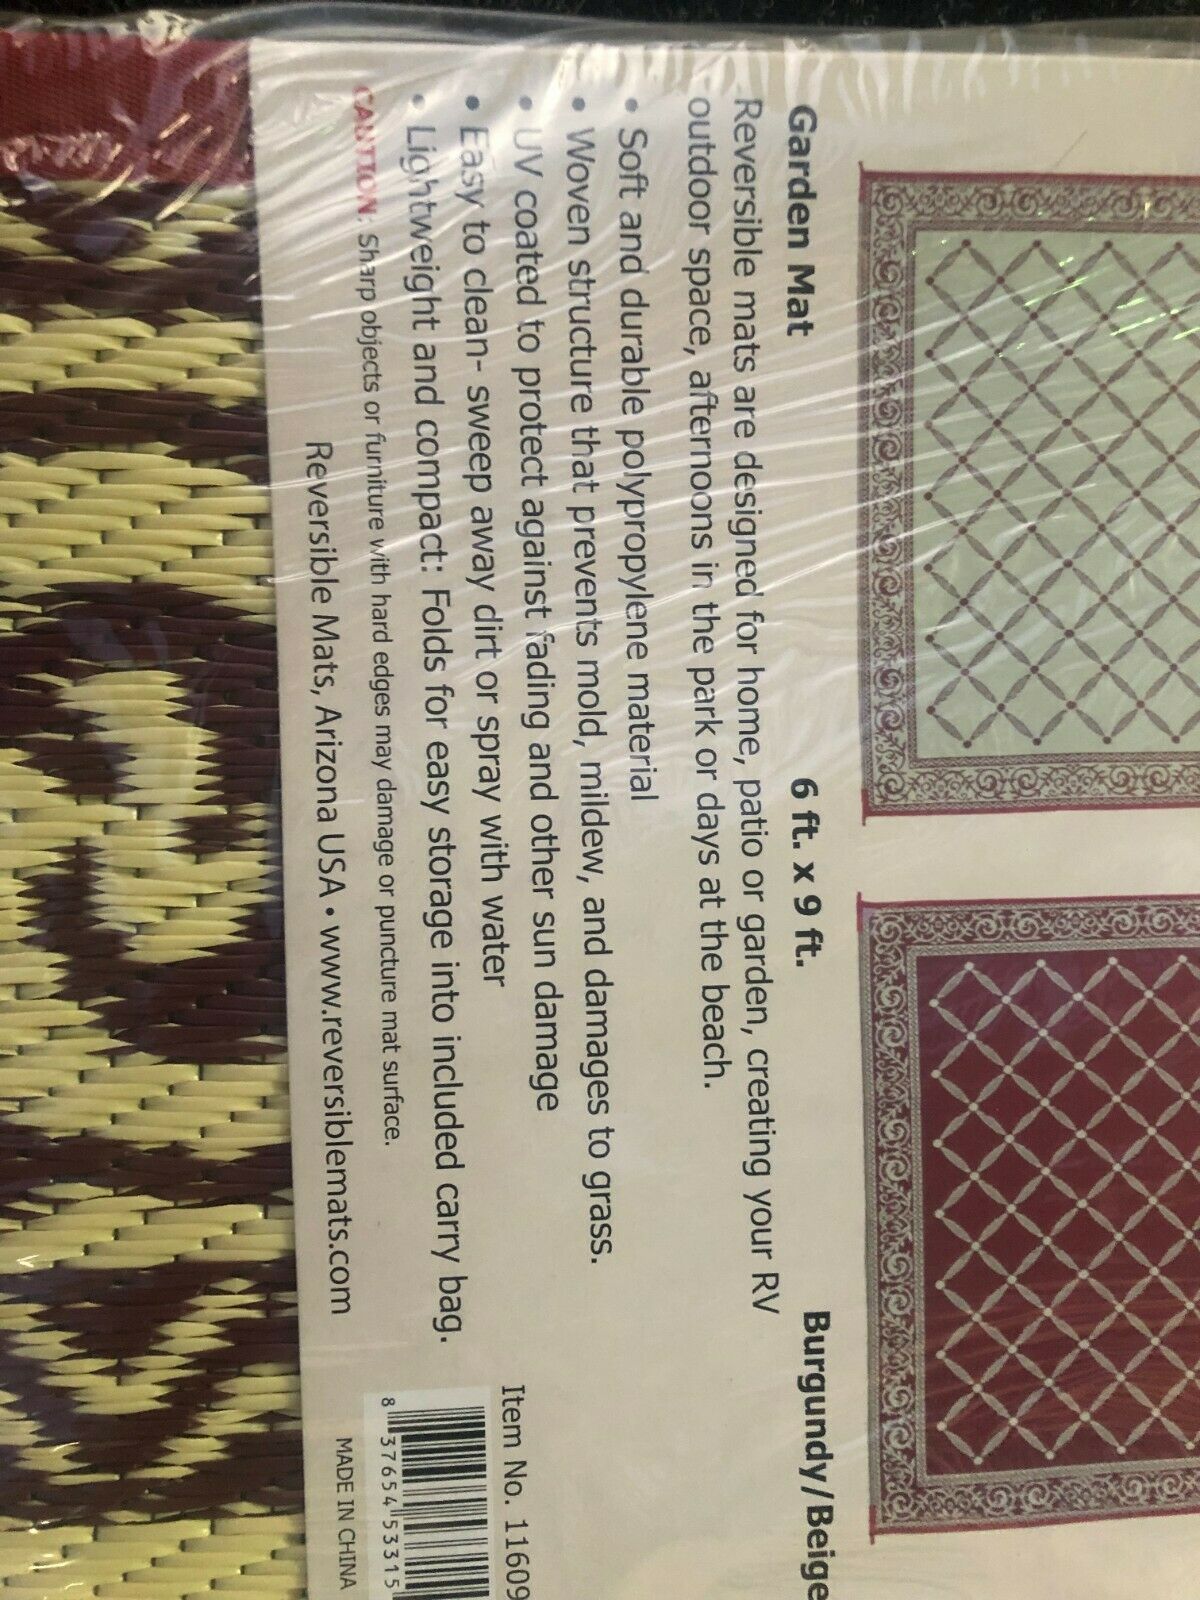 Garden Mat 6 ft. x 9 ft. Burgundy/Beige
Reversible mats are designed for home, patio or garden, creating your RV
outdoor space, afternoons in the park or days at the beach.
• Soft and durable polypropylene material
• Woven structure that prevents mold, mildew, and damages to grass.
• UV coated to protect against fading and other sun damage
• Easy to clean- sweep away dirt or spray with water
• Lightweight and compact: Folds for easy storage into included carry bag.
CAUTION: Sharp objects or furniture with hard edges may damage or puncture mat surface.
Reversible Mats, Arizona USA • www.reversiblemats.com
Item No. 11609
8 37654 53315
MADE IN CHINA